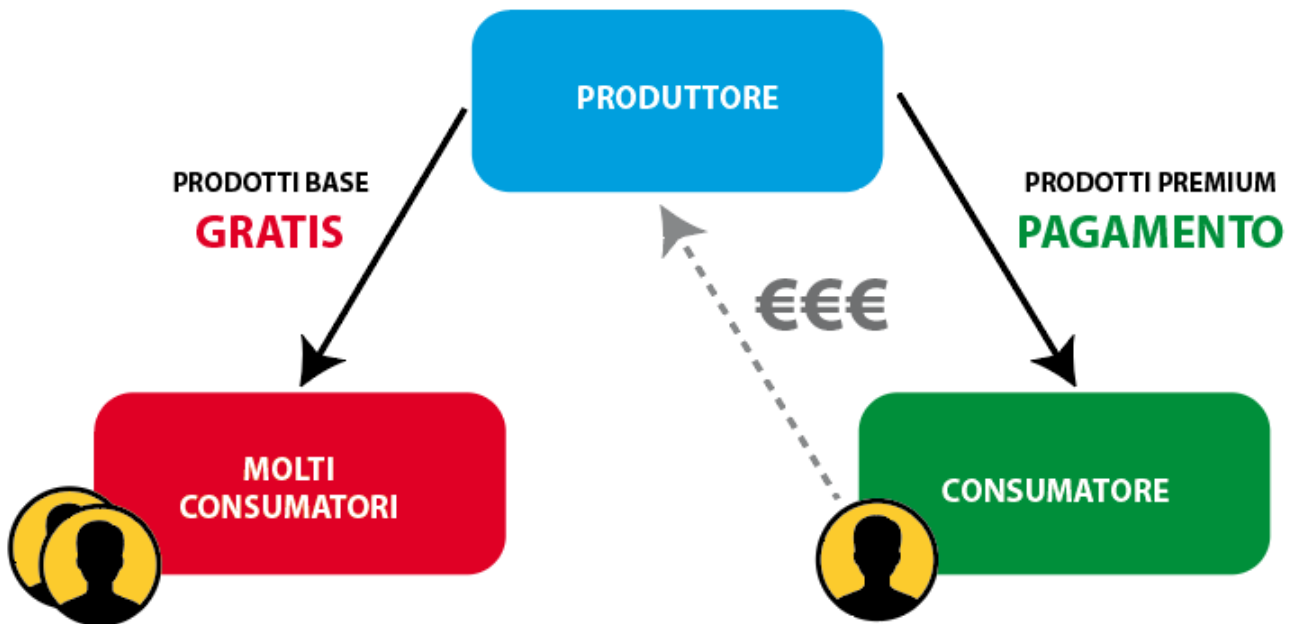 PRODUTTORE
PRODOTTI BASE
GRATIS
PRODOTTI PREMIUM
PAGAMENTO
€€€
MOLTI
CONSUMATORI
CONSUMATORE